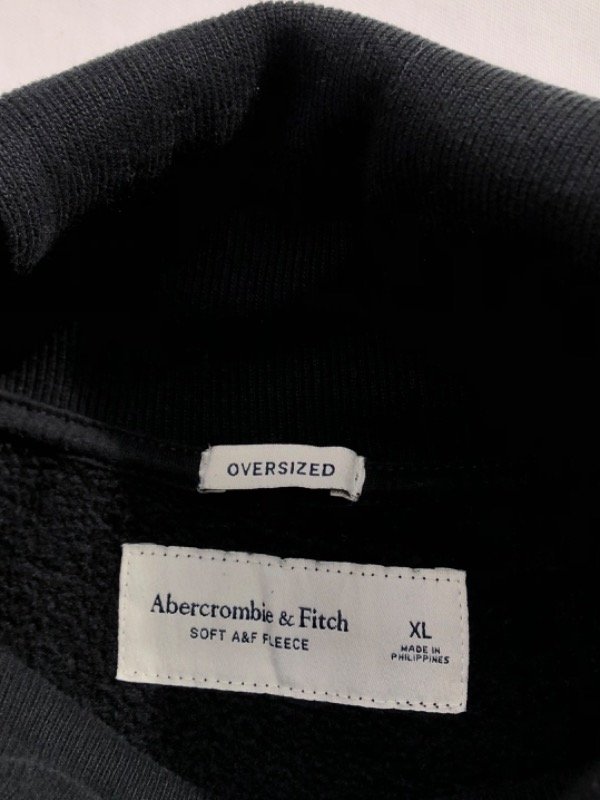 OVERSIZED
Abercrombie & Fitch
SOFT A&F FLEECE
XL
MADE IN
PHILIPPINES